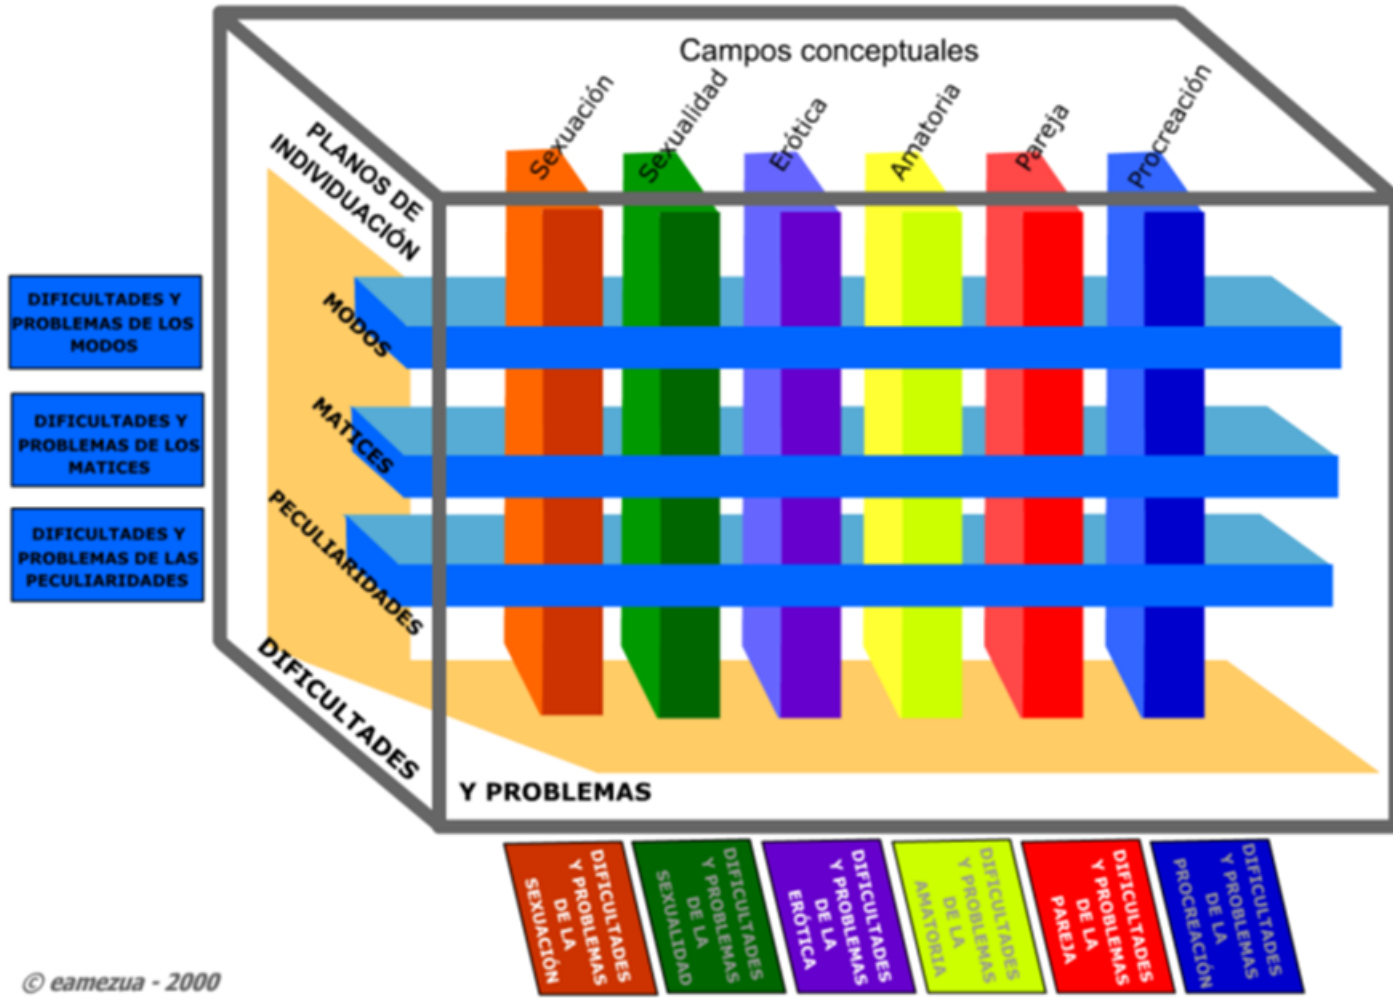 Campos conceptuales
Sexuación
Sexualidad
Erótica
Amatoria
Pareja
Procreación
PLANOS DE
INDIVIDUACIÓN
MODOS
MATICES
PECULIARIDADES
DIFICULTADES Y
PROBLEMAS DE LOS
MODOS
DIFICULTADES Y
PROBLEMAS DE LOS
MATICES
DIFICULTADES Y
PROBLEMAS DE LAS
PECULIARIDADES
DIFICULTADES
Y PROBLEMAS
DIFICULTADES
Y PROBLEMAS
DE LA
SEXUACIÓN
DIFICULTADES
Y PROBLEMAS
DE LA
SEXUALIDAD
DIFICULTADES
Y PROBLEMAS
DE LA
ERÓTICA
DIFICULTADES
Y PROBLEMAS
DE LA
AMATORIA
DIFICULTADES
Y PROBLEMAS
DE LA
PAREJA
DIFICULTADES
Y PROBLEMAS
DE LA
PROCREACIÓN
© eamezua - 2000